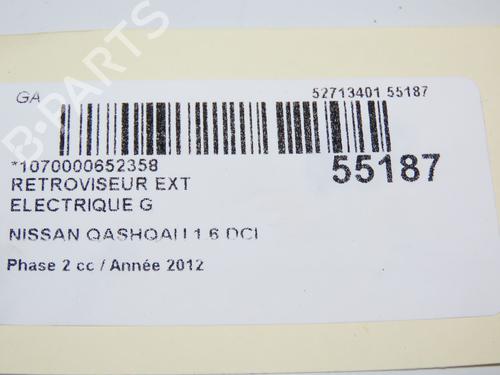 B-PARTS
GA
52713401 55187
*1070000652358
55187
RETROVISEUR EXT
ELECTRIQUE G
NISSAN QASHQAI I 1.6 DCI
Phase 2 cc / Année 2012